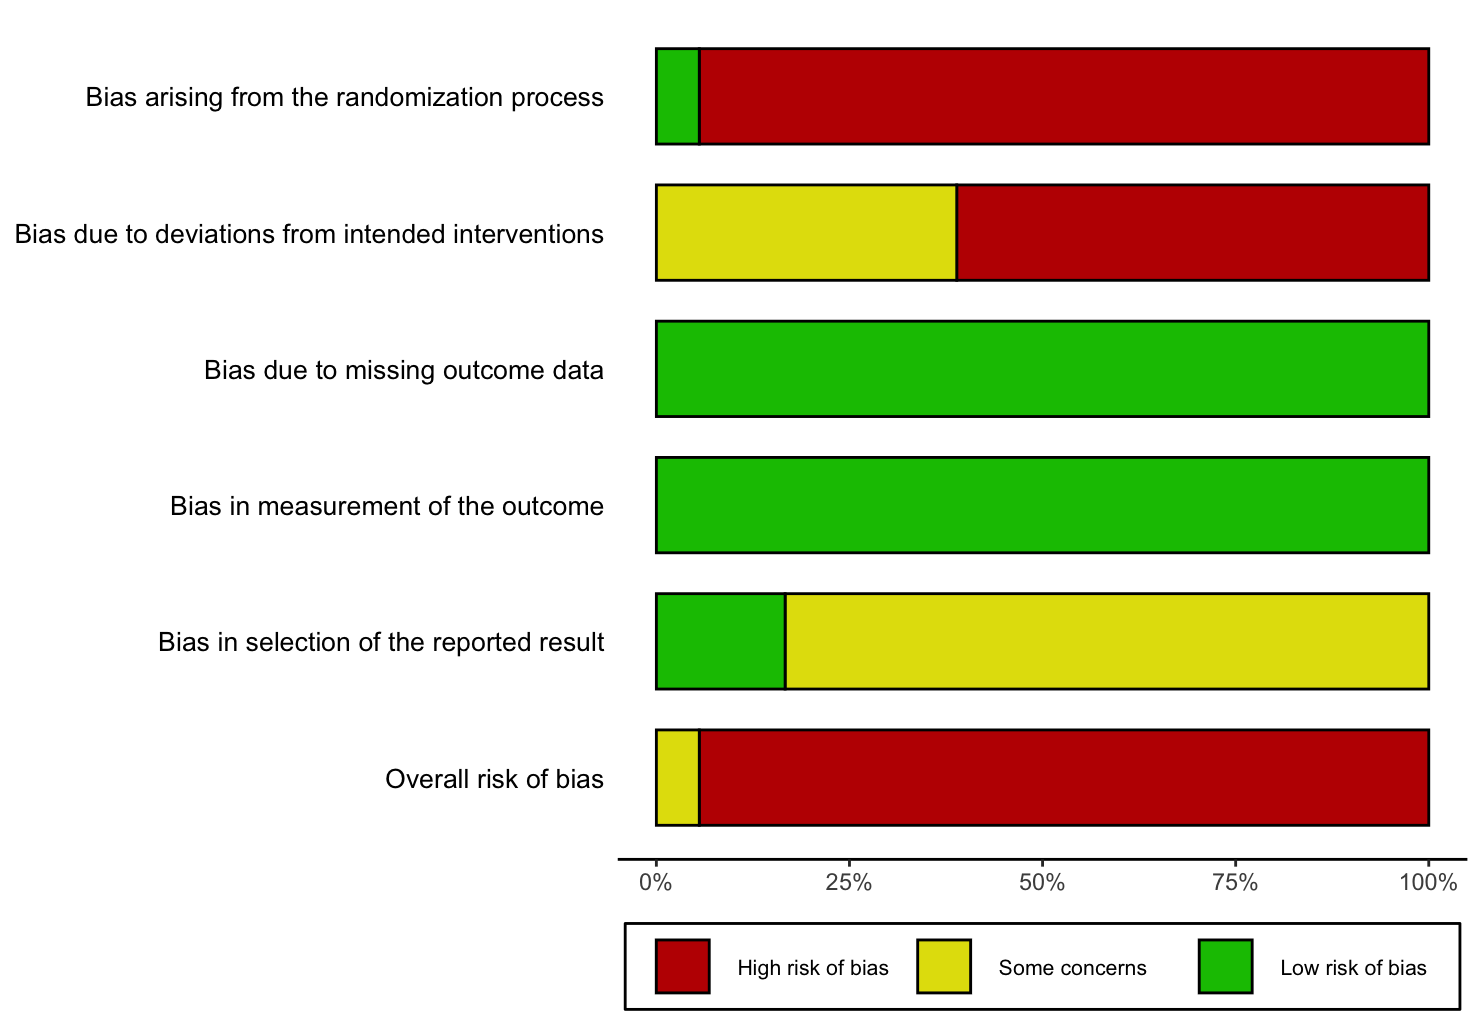 Bias arising from the randomization process
Bias due to deviations from intended interventions
Bias due to missing outcome data
Bias in measurement of the outcome
Bias in selection of the reported result
Overall risk of bias
0% 25% 50% 75% 100%
High risk of bias Some concerns Low risk of bias